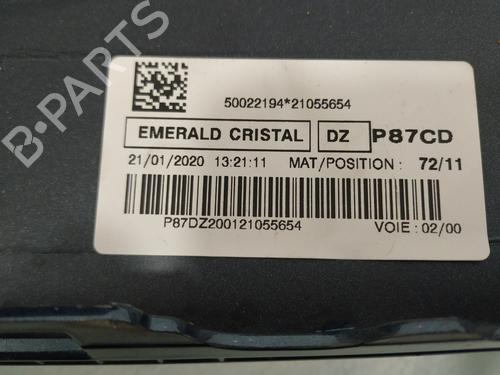 50022194*21055654
EMERALD CRISTAL DZ P87CD
21/01/2020 13:21:11 MAT/POSITION : 72/11
P87DZ200121055654 VOIE : 02/00
B-PARTS